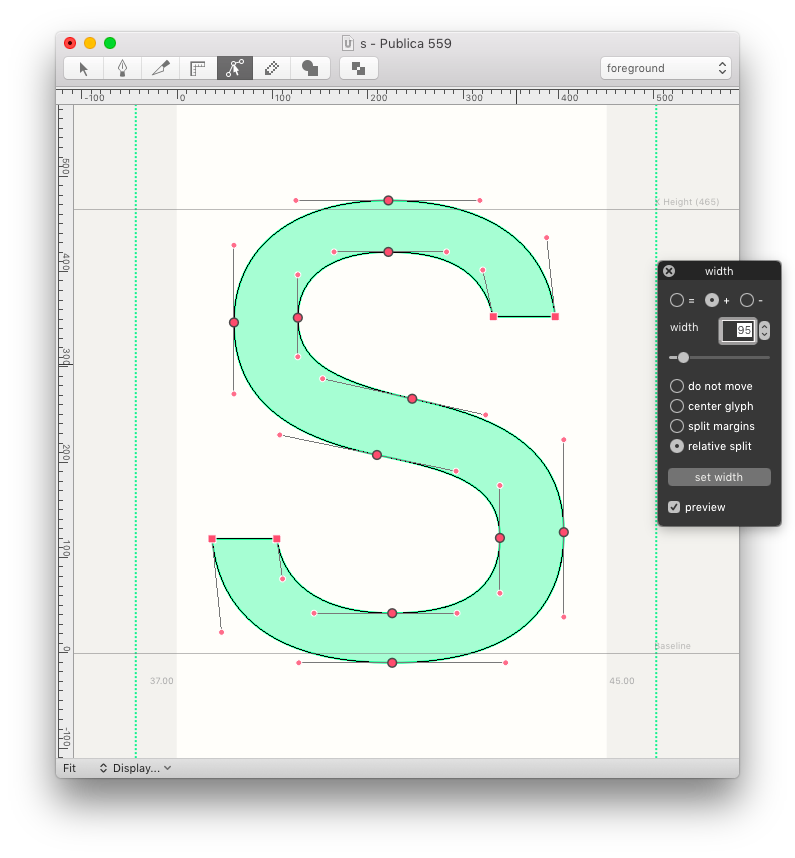 s - Publica 559
foreground
-100 0 100 200 300 400 500
500
400
300
200
100
0
-100
X Height (465)
Baseline
37.00
45.00
width
= + -
width 95
do not move
center glyph
split margins
relative split
set width
preview
Fit Display...